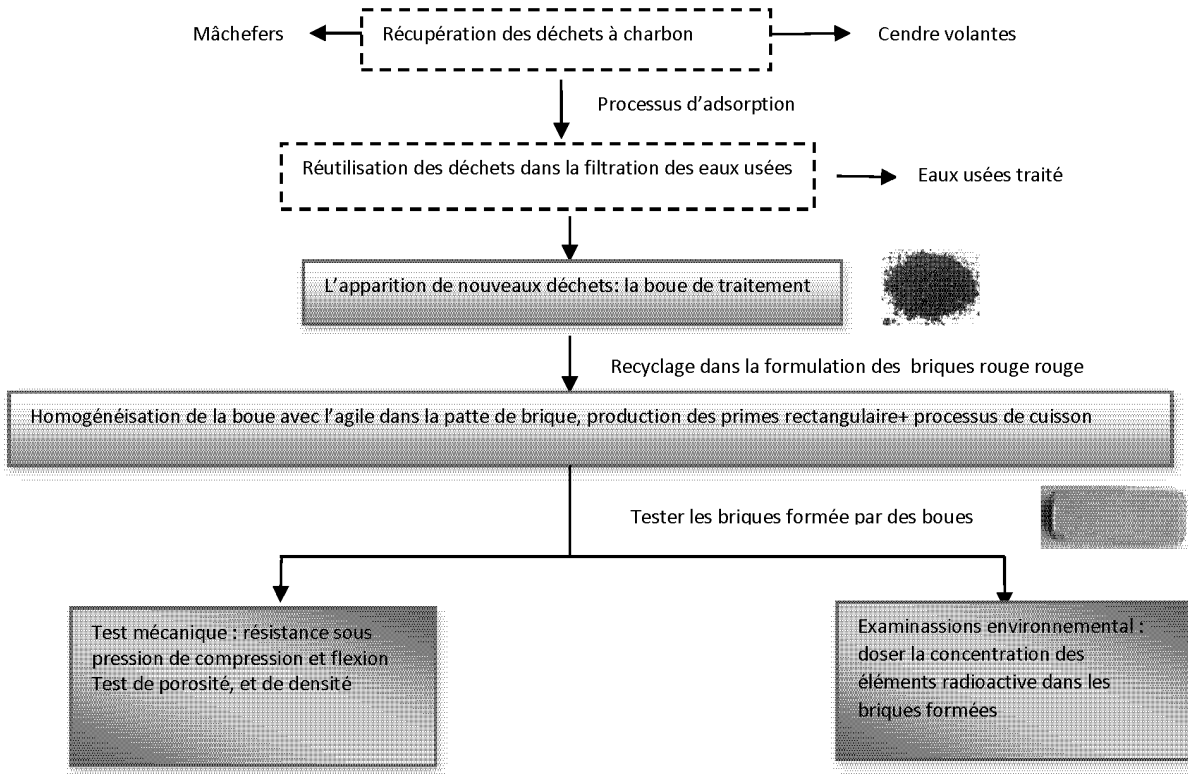 Mâchefers
Récupération des déchets à charbon
Cendre volantes
Processus d’adsorption
Réutilisation des déchets dans la filtration des eaux usées
Eaux usées traité
L’apparition de nouveaux déchets: la boue de traitement
Recyclage dans la formulation des briques rouge rouge
Homogénéisation de la boue avec l’agile dans la patte de brique, production des primes rectangulaire+ processus de cuisson
Tester les briques formée par des boues
Test mécanique : résistance sous
pression de compression et flexion
Test de porosité, et de densité
Examinassions environnemental :
doser la concentration des
éléments radioactive dans les
briques formées